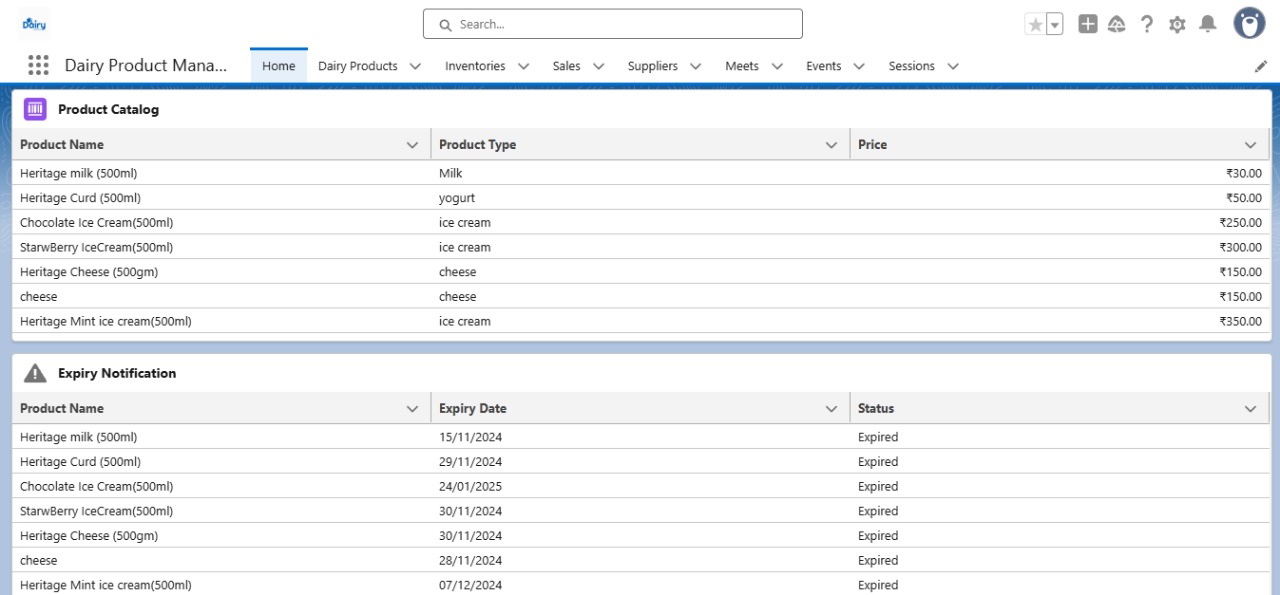 Dairy
Search...
Dairy Product Mana...
Home
Dairy Products
Inventories
Sales
Suppliers
Meets
Events
Sessions
Product Catalog
Product Name Product Type Price
Heritage milk (500ml) Milk ₹30.00
Heritage Curd (500ml) yogurt ₹50.00
Chocolate Ice Cream(500ml) ice cream ₹250.00
StarwBerry IceCream(500ml) ice cream ₹300.00
Heritage Cheese (500gm) cheese ₹150.00
cheese cheese ₹150.00
Heritage Mint ice cream(500ml) ice cream ₹350.00
Expiry Notification
Product Name Expiry Date Status
Heritage milk (500ml) 15/11/2024 Expired
Heritage Curd (500ml) 29/11/2024 Expired
Chocolate Ice Cream(500ml) 24/01/2025 Expired
StarwBerry IceCream(500ml) 30/11/2024 Expired
Heritage Cheese (500gm) 30/11/2024 Expired
cheese 28/11/2024 Expired
Heritage Mint ice cream(500ml) 07/12/2024 Expired